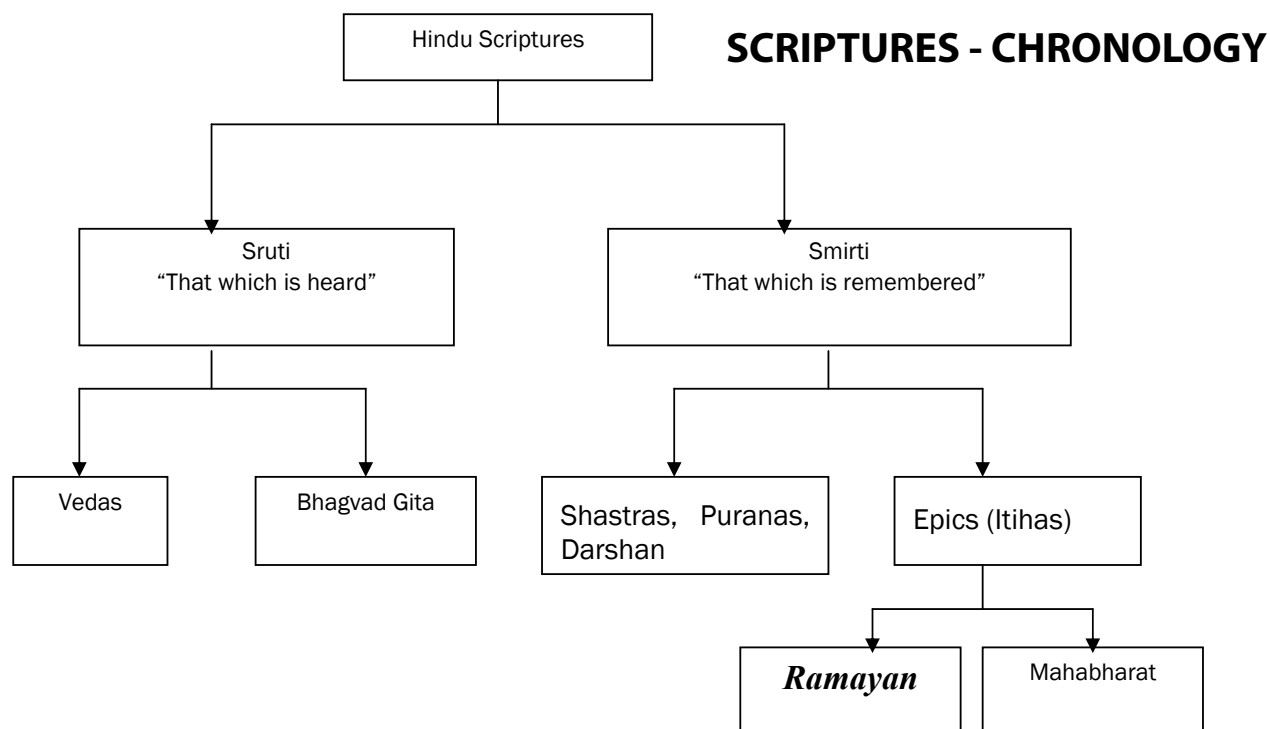 Hindu Scriptures
SCRIPTURES - CHRONOLOGY
Sruti
“That which is heard”
Smirti
“That which is remembered”
Vedas
Bhagvad Gita
Shastras, Puranas,
Darshan
Epics (Itihas)
Ramayan
Mahabharat